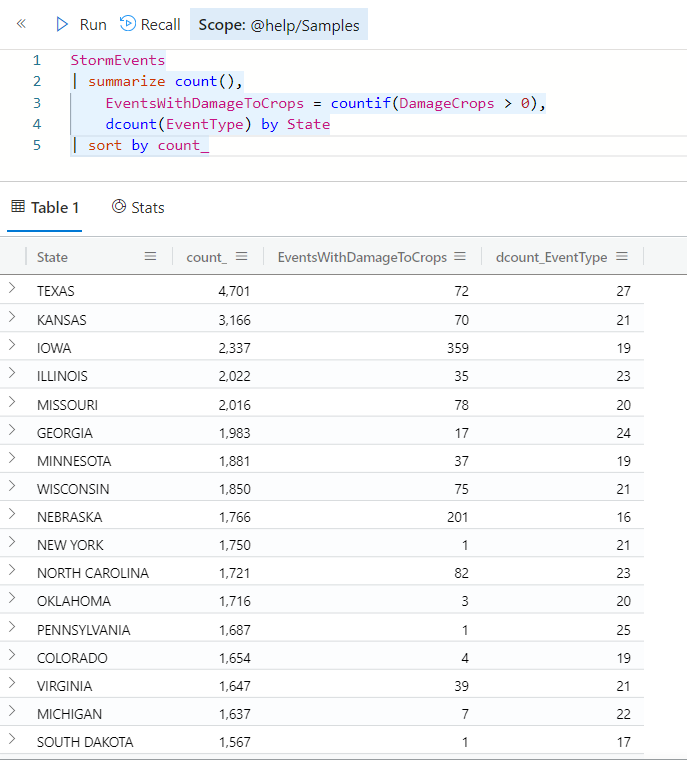 « Run Recall Scope: @help/Samples
1 StormEvents
2 | summarize count(),
3 EventsWithDamageToCrops = countif(DamageCrops > 0),
4 dcount(EventType) by State
5 | sort by count_
Table 1 Stats
State count_ EventsWithDamageToCrops dcount_EventType
TEXAS 4,701 72 27
KANSAS 3,166 70 21
IOWA 2,337 359 19
ILLINOIS 2,022 35 23
MISSOURI 2,016 78 20
GEORGIA 1,983 17 24
MINNESOTA 1,881 37 19
WISCONSIN 1,850 75 21
NEBRASKA 1,766 201 16
NEW YORK 1,750 1 21
NORTH CAROLINA 1,721 82 23
OKLAHOMA 1,716 3 20
PENNSYLVANIA 1,687 1 25
COLORADO 1,654 4 19
VIRGINIA 1,647 39 21
MICHIGAN 1,637 7 22
SOUTH DAKOTA 1,567 1 17